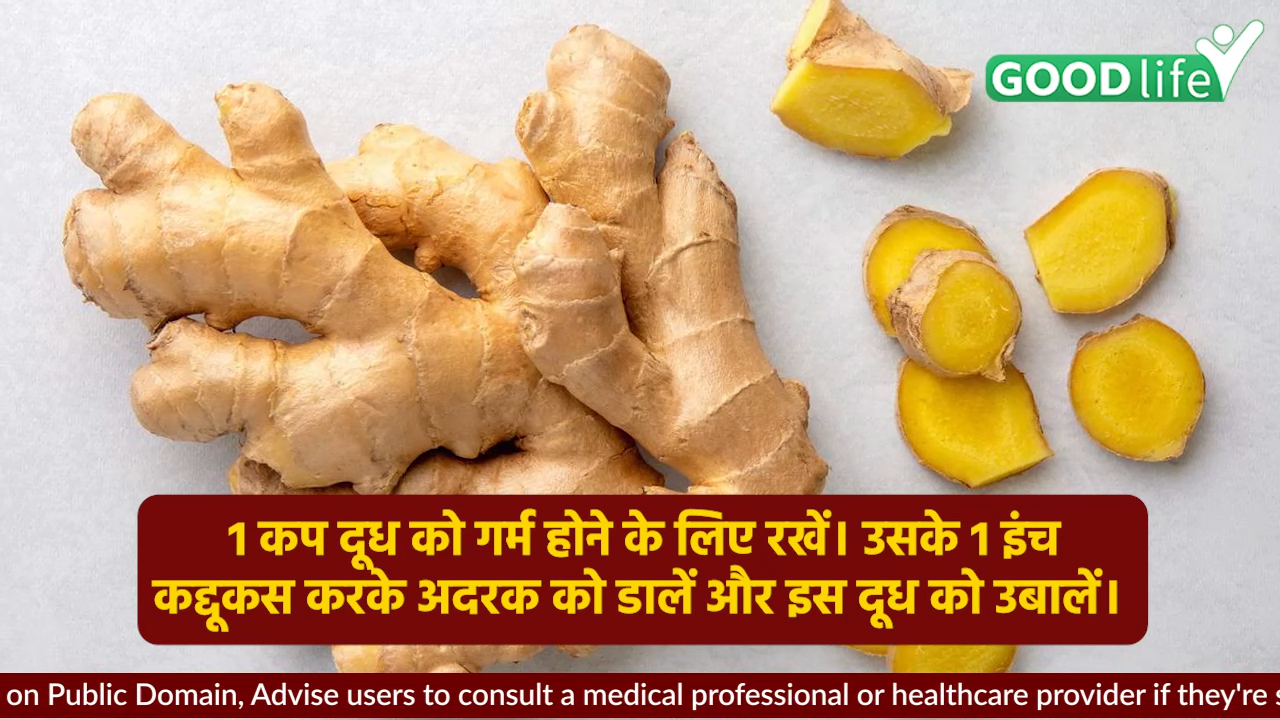 GOOD life
1 कप दूध को गर्म होने के लिए रखें। उसके 1 इंच
कद्दूकस करके अदरक को डालें और इस दूध को उबालें।
on Public Domain, Advise users to consult a medical professional or healthcare provider if they're